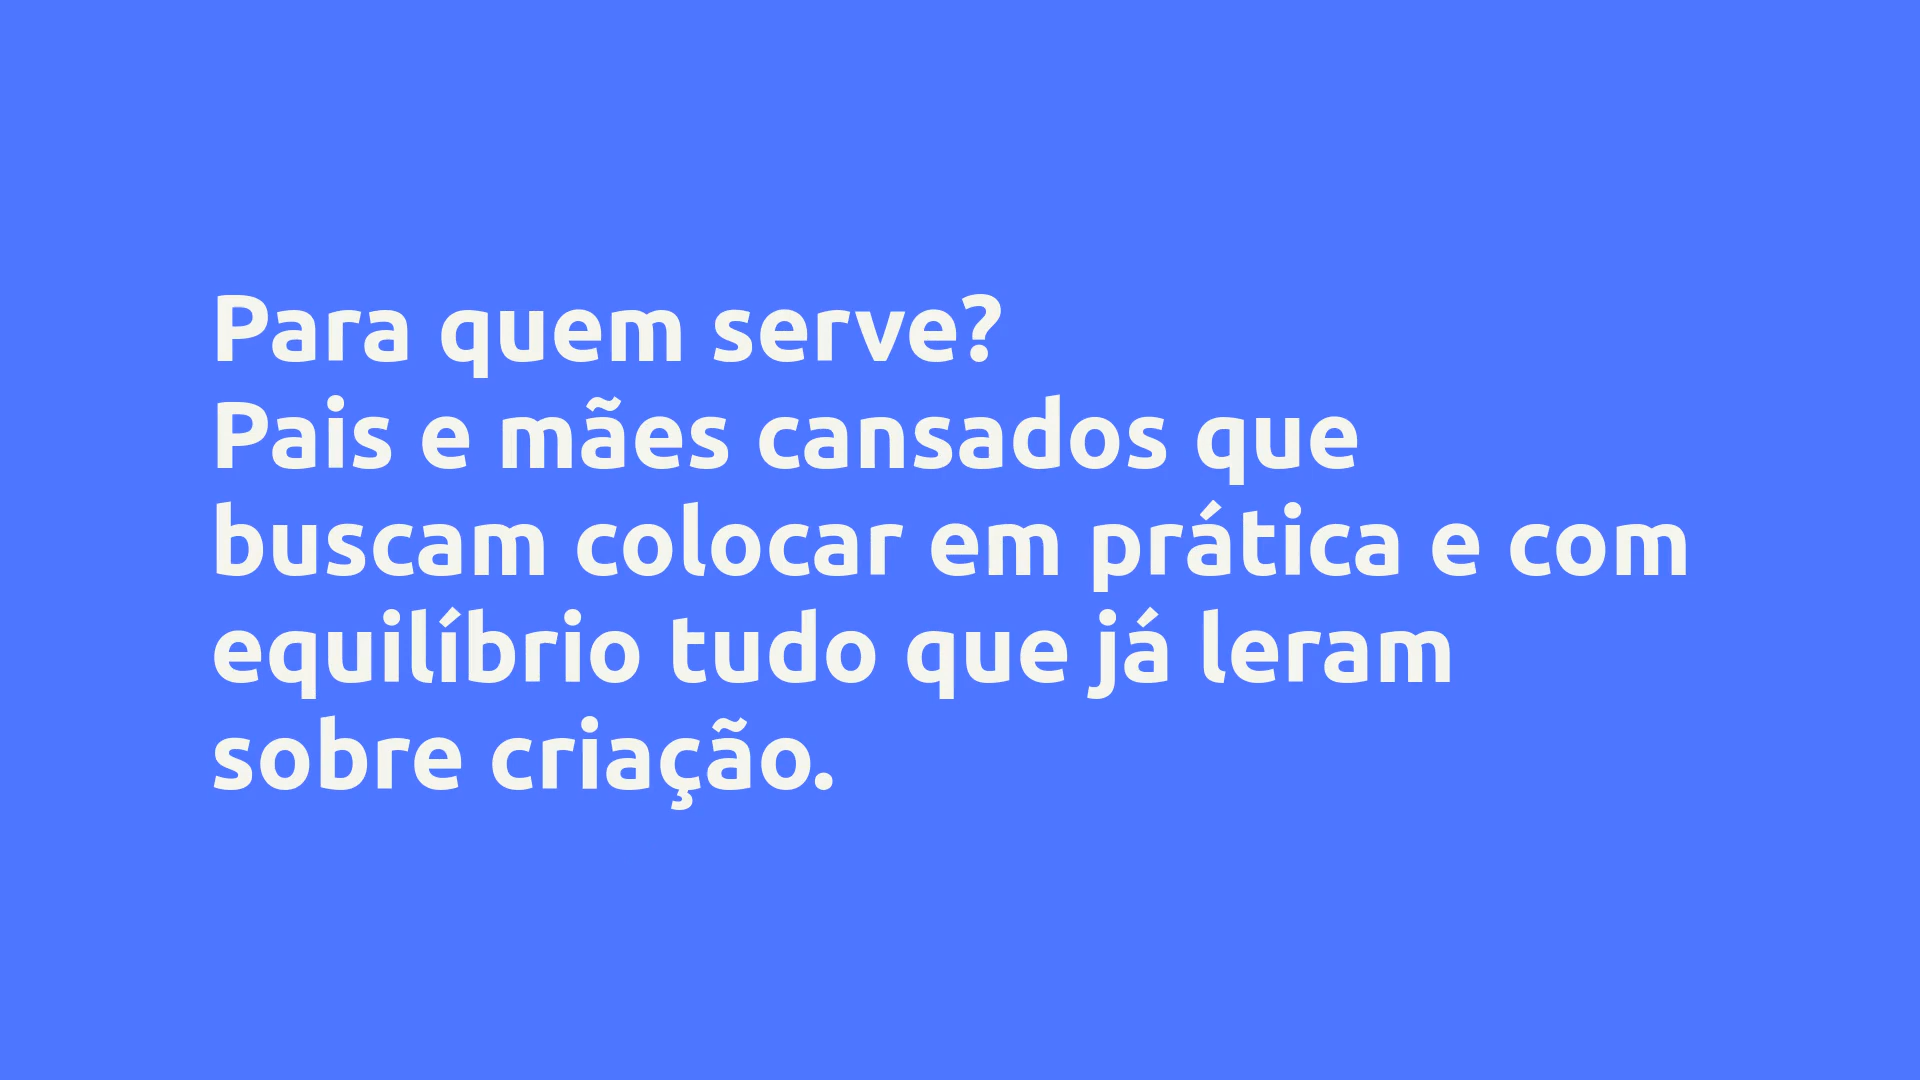 Para quem serve?
Pais e mães cansados que
buscam colocar em prática e com
equilíbrio tudo que já leram
sobre criação.